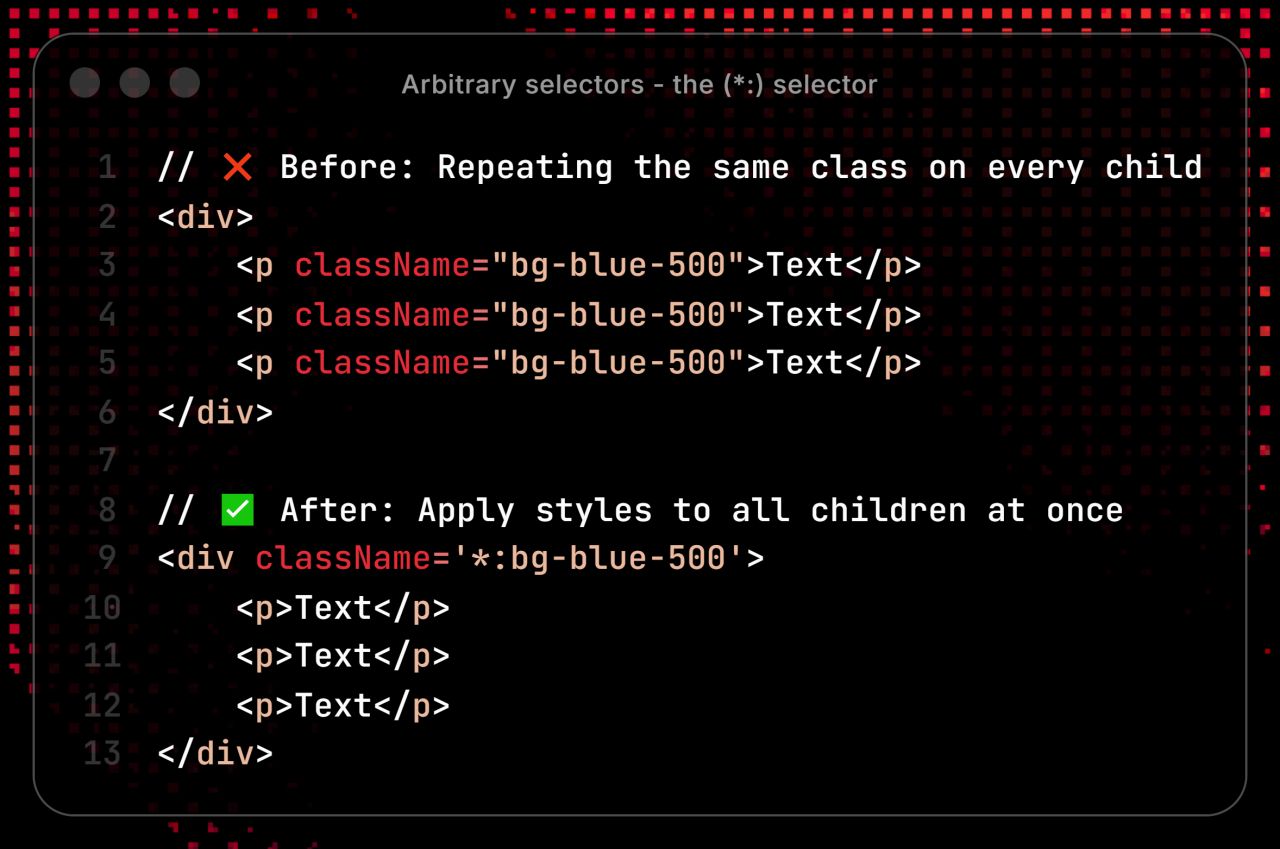 Arbitrary selectors - the (*:) selector
1 // ❌ Before: Repeating the same class on every child
2 <div>
3     <p className="bg-blue-500">Text</p>
4     <p className="bg-blue-500">Text</p>
5     <p className="bg-blue-500">Text</p>
6 </div>
7
8 // ✅ After: Apply styles to all children at once
9 <div className='*:bg-blue-500'>
10     <p>Text</p>
11     <p>Text</p>
12     <p>Text</p>
13 </div>